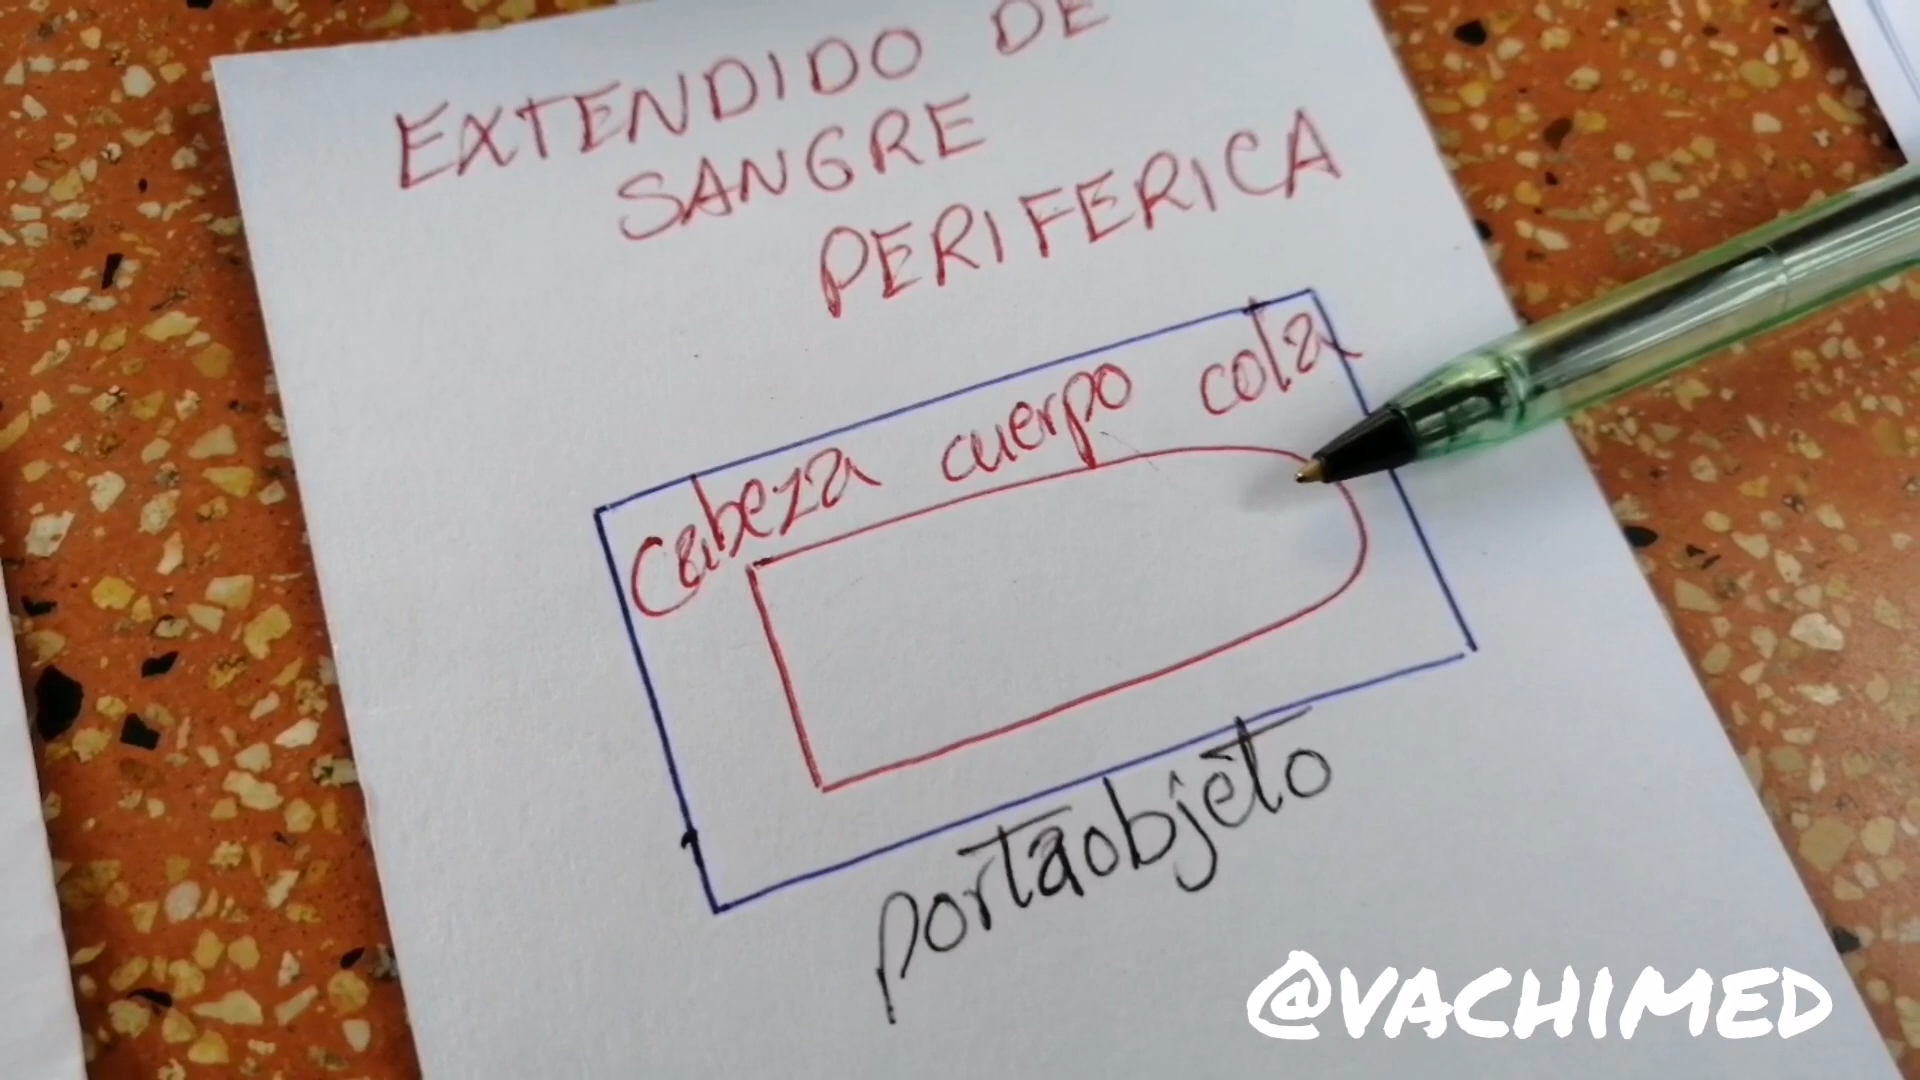 EXTENDIDO DE
SANGRE
PERIFERICA
cabeza cuerpo cola
portaobjeto
@VACHIMED